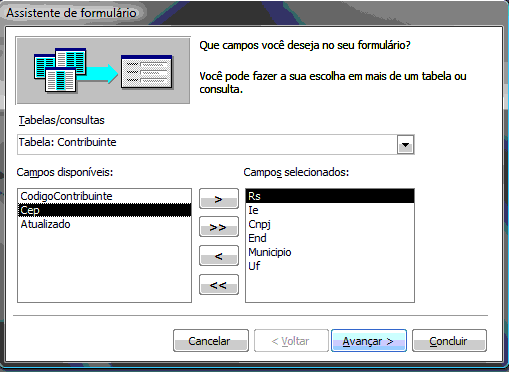 Assistente de formulário
Que campos você deseja no seu formulário?
Você pode fazer a sua escolha em mais de um tabela ou
consulta.
Tabelas/consultas
Tabela: Contribuinte
Campos disponíveis:
CodigoContribuinte
Cep
Atualizado
>
>>
<
<<
Campos selecionados:
Rs
Ie
Cnpj
End
Municipio
Uf
Cancelar
< Voltar
Avançar >
Concluir